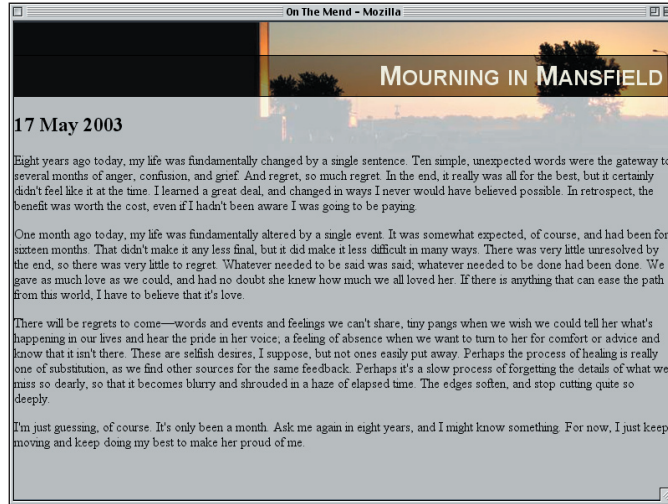 On The Mend – Mozilla
MOURNING IN MANSFIELD
17 May 2003
Eight years ago today, my life was fundamentally changed by a single sentence. Ten simple, unexpected words were the gateway to
several months of anger, confusion, and grief. And regret, so much regret. In the end, it really was all for the best, but it certainly
didn't feel like it at the time. I learned a great deal, and changed in ways I never would have believed possible. In retrospect, the
benefit was worth the cost, even if I hadn't been aware I was going to be paying.
One month ago today, my life was fundamentally altered by a single event. It was somewhat expected, of course, and had been for
sixteen months. That didn't make it any less final, but it did make it less difficult in many ways. There was very little unresolved by
the end, so there was very little to regret. Whatever needed to be said was said; whatever needed to be done had been done. We
gave as much love as we could, and had no doubt she knew how much we all loved her. If there is anything that can ease the path
from this world, I have to believe that it's love.
There will be regrets to come—words and events and feelings we can't share, tiny pangs when we wish we could tell her what's
happening in our lives and hear the pride in her voice; a feeling of absence when we want to turn to her for comfort or advice and
know that it isn't there. These are selfish desires, I suppose, but not ones easily put away. Perhaps the process of healing is really
one of substitution, as we find other sources for the same feedback. Perhaps it's a slow process of forgetting the details of what we
miss so dearly, so that it becomes blurry and shrouded in a haze of elapsed time. The edges soften, and stop cutting quite so
deeply.
I'm just guessing, of course. It's only been a month. Ask me again in eight years, and I might know something. For now, I just keep
moving and keep doing my best to make her proud of me.